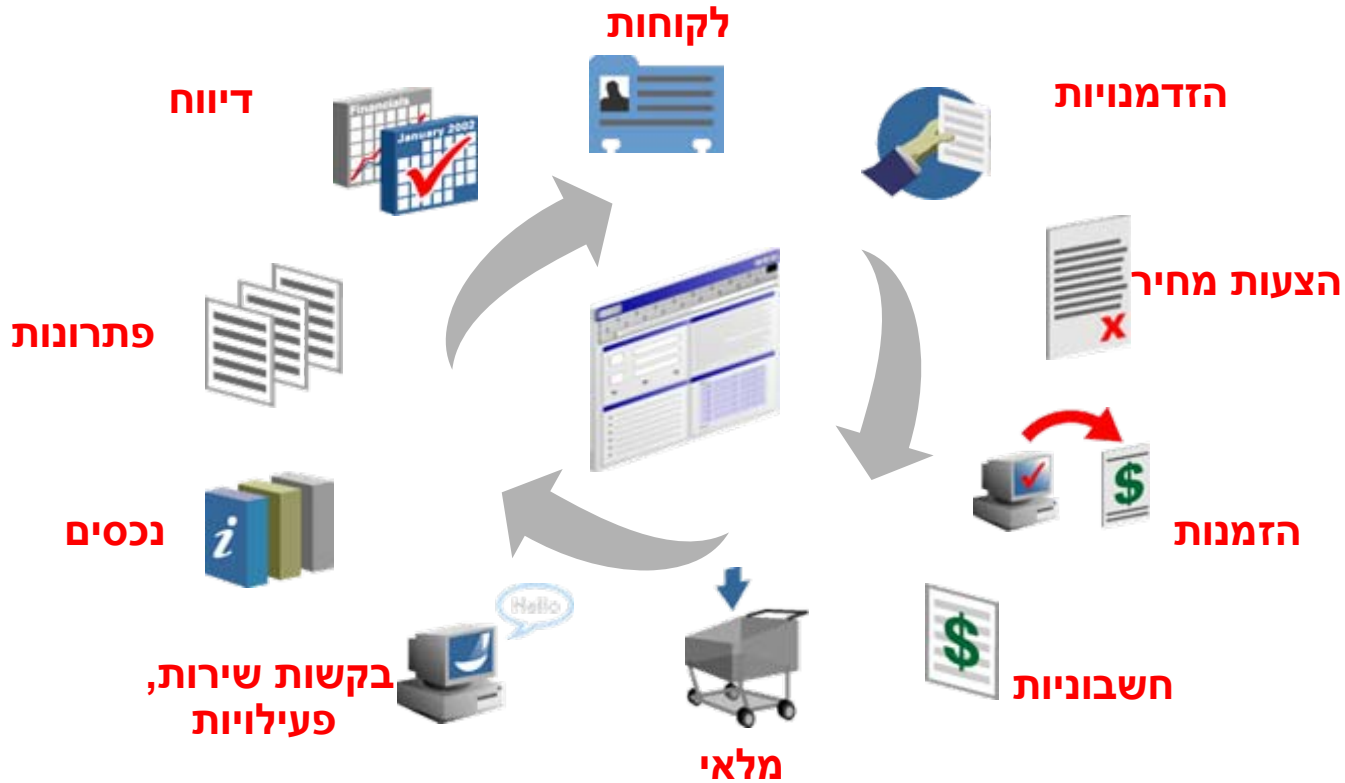 לקוחות
הזדמנויות
הצעות מחיר
הזמנות
חשבוניות
מלאי
בקשות שירות,
פעילויות
Hello
נכסים
i
פתרונות
דיווח
Financials
January 2002
X
$
$